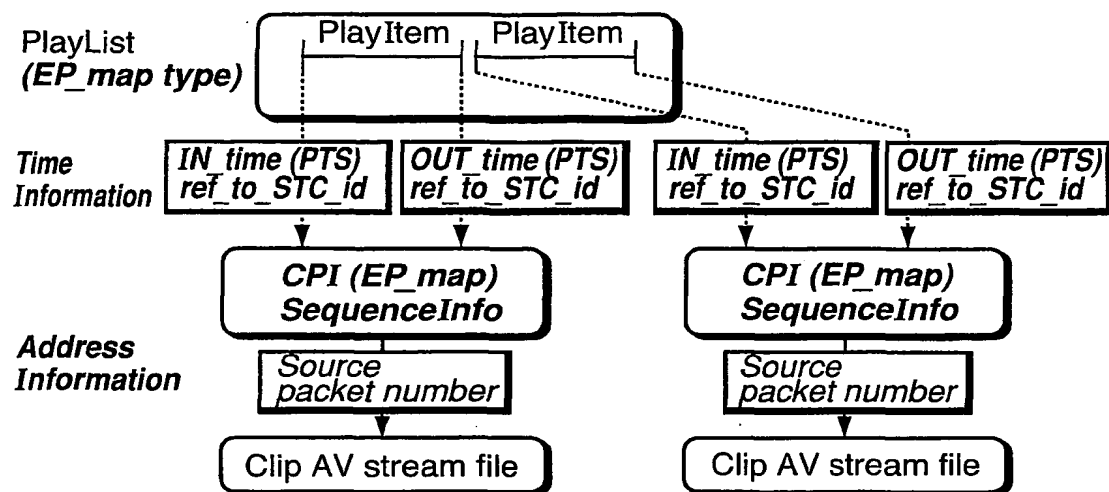 PlayList
(EP_map type)
PlayItem
PlayItem
Time
Information
IN_time (PTS)
ref_to_STC_id
OUT_time (PTS)
ref_to_STC_id
IN_time (PTS)
ref_to_STC_id
OUT_time (PTS)
ref_to_STC_id
CPI (EP_map)
SequenceInfo
CPI (EP_map)
SequenceInfo
Address
Information
Source
packet number
Source
packet number
Clip AV stream file
Clip AV stream file